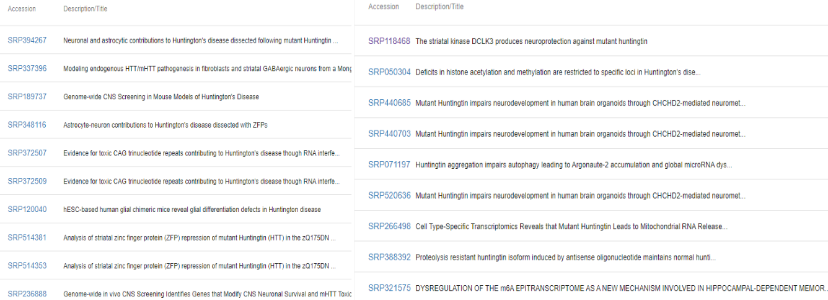 Accession Description/Title
SRP394267 Neuronal and astrocytic contributions to Huntington's disease dissected following mutant Huntingtin ...
SRP337396 Modeling endogenous HTT/mHTT pathogenesis in fibroblasts and striatal GABAergic neurons from a Mong
SRP189737 Genome-wide CNS Screening in Mouse Models of Huntington's Disease
SRP348116 Astrocyte-neuron contributions to Huntington's disease dissected with ZFPs
SRP372507 Evidence for toxic CAG trinucleotide repeats contributing to Huntington's disease though RNA interfe...
SRP372509 Evidence for toxic CAG trinucleotide repeats contributing to Huntington's disease though RNA interfe...
SRP120040 hESC-based human glial chimeric mice reveal glial differentiation defects in Huntington disease
SRP514381 Analysis of striatal zinc finger protein (ZFP) repression of mutant Huntingtin (HTT) in the zQ175DN ...
SRP514353 Analysis of striatal zinc finger protein (ZFP) repression of mutant Huntingtin (HTT) in the zQ175DN ...
SRP236888 Genome-wide in vivo CNS Screening Identifies Genes that Modify CNS Neuronal Survival and mHTT Toxic
Accession Description/Title
SRP118468 The striatal kinase DCLK3 produces neuroprotection against mutant huntingtin
SRP050304 Deficits in histone acetylation and methylation are restricted to specific loci in Huntington's dise...
SRP440685 Mutant Huntingtin impairs neurodevelopment in human brain organoids through CHCHD2-mediated neuromet...
SRP440703 Mutant Huntingtin impairs neurodevelopment in human brain organoids through CHCHD2-mediated neuromet...
SRP071197 Huntingtin aggregation impairs autophagy leading to Argonaute-2 accumulation and global microRNA dys...
SRP520636 Mutant Huntingtin impairs neurodevelopment in human brain organoids through CHCHD2-mediated neuromet...
SRP266498 Cell Type-Specific Transcriptomics Reveals that Mutant Huntingtin Leads to Mitochondrial RNA Release...
SRP388392 Proteolysis resistant huntingtin isoform induced by antisense oligonucleotide maintains normal hunti...
SRP321575 DYSREGULATION OF THE m6A EPITRANSCRIPTOME AS A NEW MECHANISM INVOLVED IN HIPPOCAMPAL-DEPENDENT MEMOR...